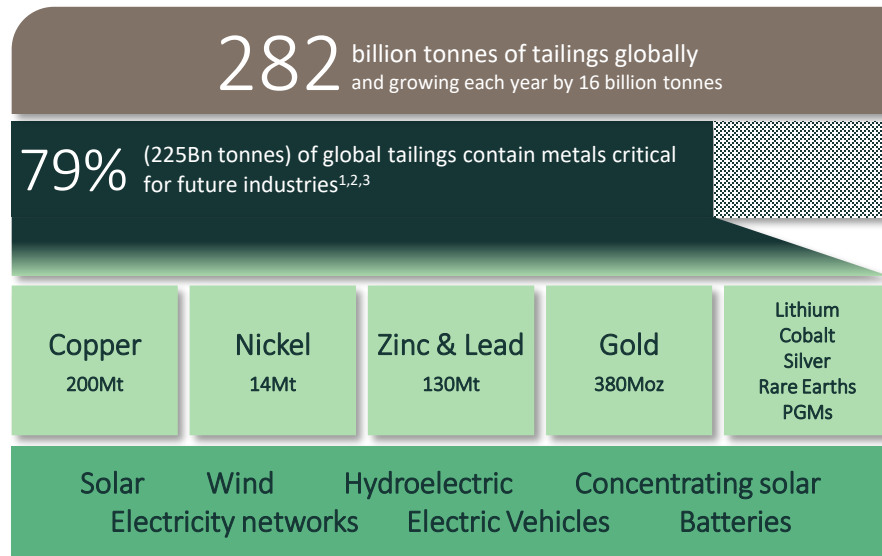 282 billion tonnes of tailings globally
and growing each year by 16 billion tonnes
79% (225Bn tonnes) of global tailings contain metals critical
for future industries1,2,3
Copper
200Mt
Nickel
14Mt
Zinc & Lead
130Mt
Gold
380Moz
Lithium
Cobalt
Silver
Rare Earths
PGMs
Solar Wind Hydroelectric Concentrating solar
Electricity networks Electric Vehicles Batteries